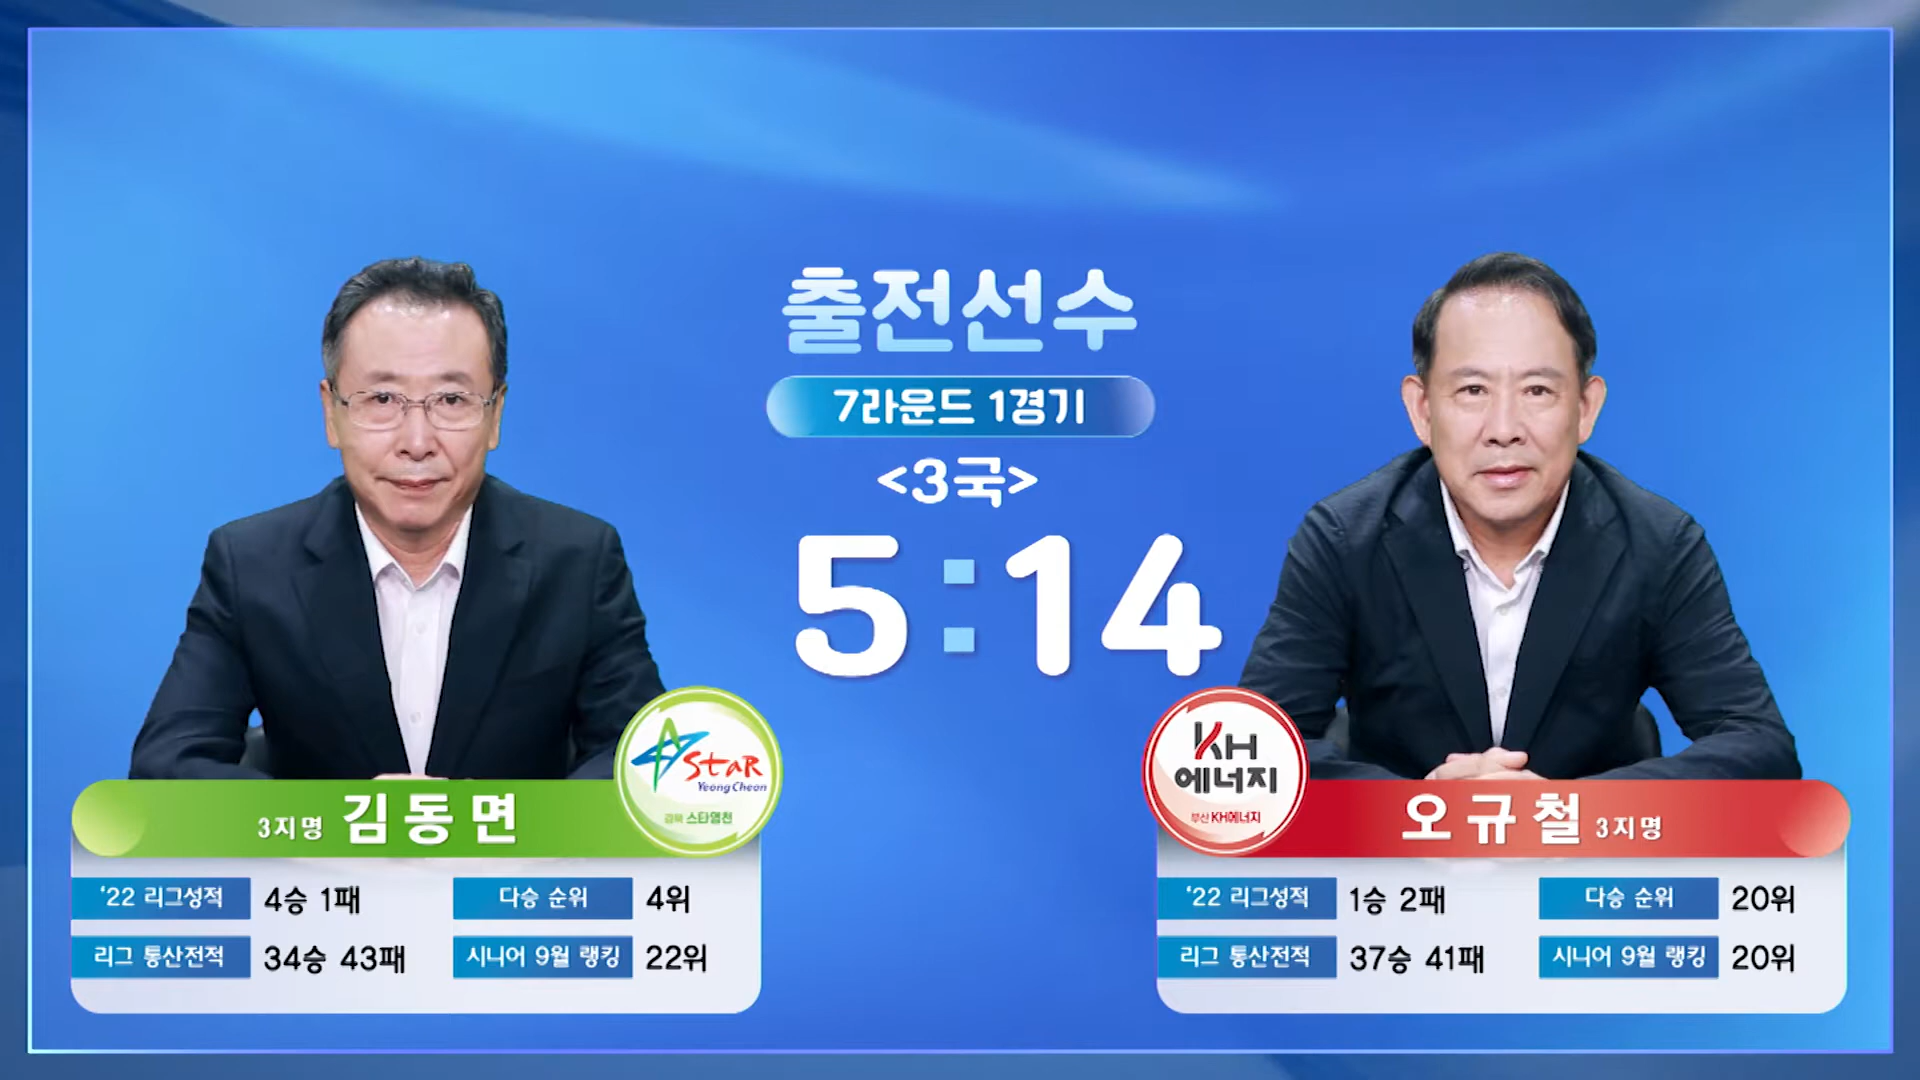 출전선수
7라운드 1경기
<3국>
5:14
STAR
YeongCheon
경북 스타영천
3지명 김동면
‘22 리그성적 4승 1패 다승 순위 4위
리그 통산전적 34승 43패 시니어 9월 랭킹 22위
KH
에너지
부산 KH에너지
오규철 3지명
‘22 리그성적 1승 2패 다승 순위 20위
리그 통산전적 37승 41패 시니어 9월 랭킹 20위